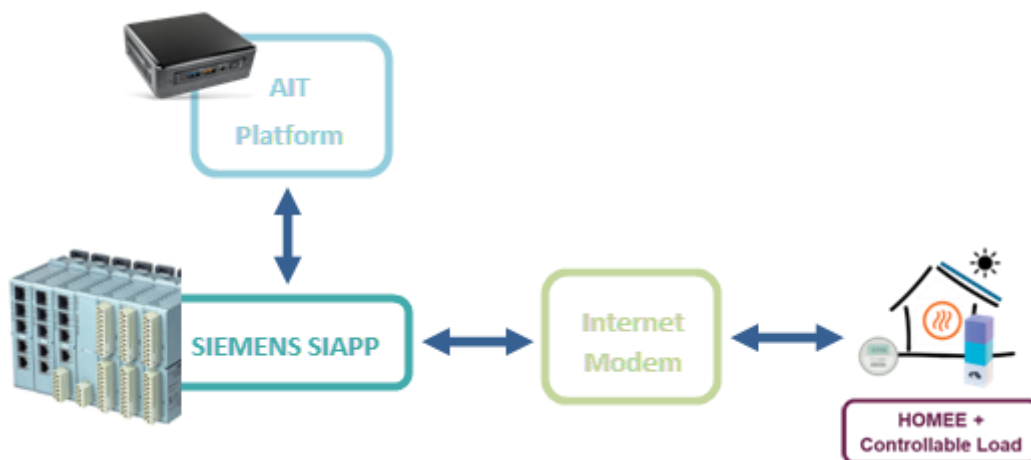 AIT
Platform
SIEMENS SIAPP
Internet
Modem
HOMEE +
Controllable Load